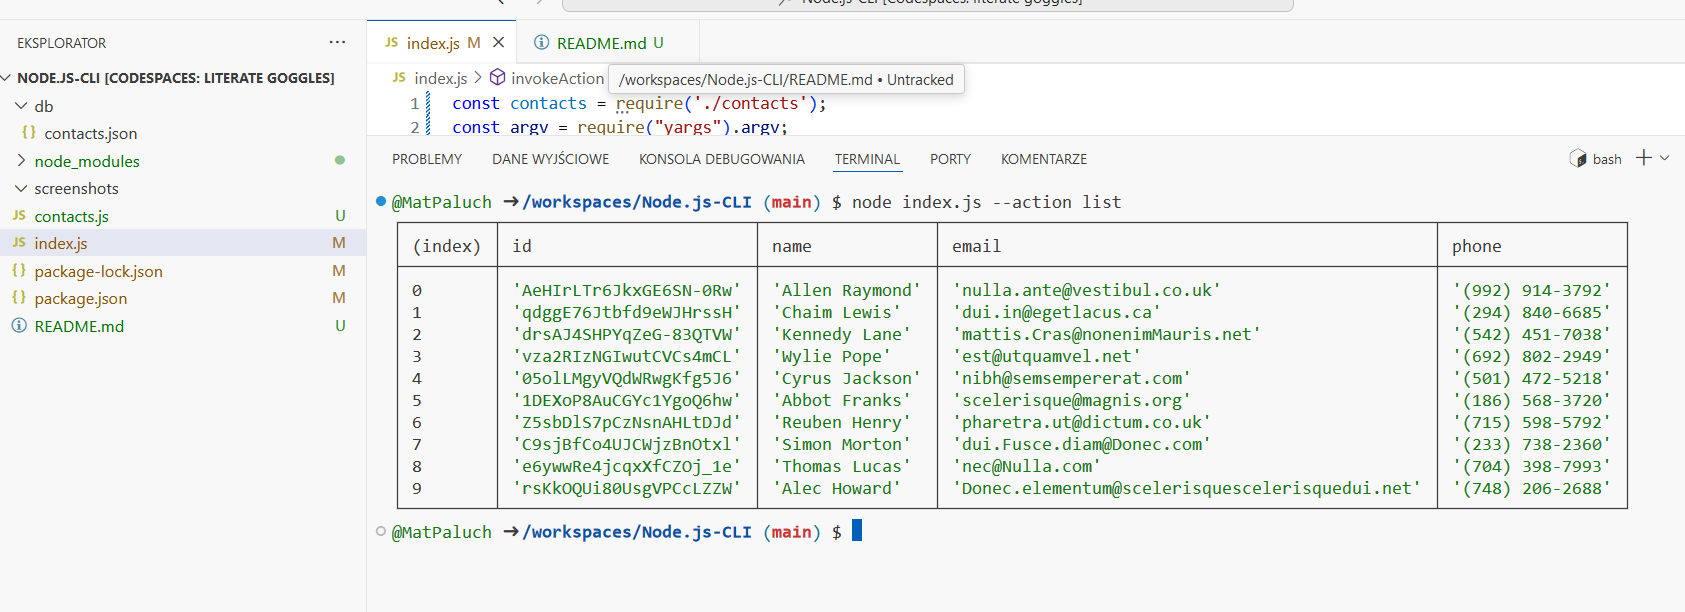 Node.js-CLI [Codespaces: literate goggles]
EKSPLORATOR
NODE.JS-CLI [CODESPACES: LITERATE GOGGLES]
db
{} contacts.json
node_modules
screenshots
JS contacts.js U
JS index.js M
{} package-lock.json M
{} package.json M
README.md U
JS index.js M
README.md U
JS index.js > invokeAction
/workspaces/Node.js-CLI/README.md • Untracked
1 const contacts = require('./contacts');
2 const argv = require("yargs").argv;
PROBLEMY DANE WYJŚCIOWE KONSOLA DEBUGOWANIA TERMINAL PORTY KOMENTARZE
bash
@MatPaluch ➜ /workspaces/Node.js-CLI (main) $ node index.js --action list
(index) id name email phone
0 'AeHIrLTr6JkxGE6SN-0Rw' 'Allen Raymond' 'nulla.ante@vestibul.co.uk' '(992) 914-3792'
1 'qdggE76Jtbfd9eWJHrssH' 'Chaim Lewis' 'dui.in@egetlacus.ca' '(294) 840-6685'
2 'drsAJ4SHPYqZeG-83QTVW' 'Kennedy Lane' 'mattis.Cras@nonenimMauris.net' '(542) 451-7038'
3 'vza2RIzNGIwutCVCs4mCL' 'Wylie Pope' 'est@utquamvel.net' '(692) 802-2949'
4 '05olLMgyVQdWRwgKfg5J6' 'Cyrus Jackson' 'nibh@semsempererat.com' '(501) 472-5218'
5 '1DEXoP8AuCGYc1YgoQ6hw' 'Abbot Franks' 'scelerisque@magnis.org' '(186) 568-3720'
6 'Z5sbDlS7pCzNsnAHLtDJd' 'Reuben Henry' 'pharetra.ut@dictum.co.uk' '(715) 598-5792'
7 'C9sjBfCo4UJCWjzBnOtxl' 'Simon Morton' 'dui.Fusce.diam@Donec.com' '(233) 738-2360'
8 'e6ywwRe4jcqxXfCZOj_1e' 'Thomas Lucas' 'nec@Nulla.com' '(704) 398-7993'
9 'rsKkOQUi80UsgVPCcLZZW' 'Alec Howard' 'Donec.elementum@scelerisquescelerisquedui.net' '(748) 206-2688'
@MatPaluch ➜ /workspaces/Node.js-CLI (main) $